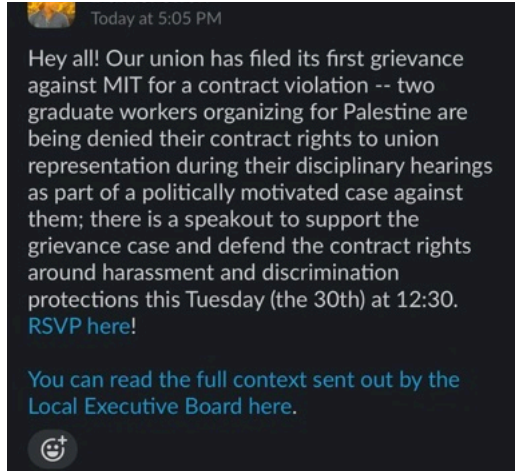 Today at 5:05 PM
Hey all! Our union has filed its first grievance
against MIT for a contract violation -- two
graduate workers organizing for Palestine are
being denied their contract rights to union
representation during their disciplinary hearings
as part of a politically motivated case against
them; there is a speakout to support the
grievance case and defend the contract rights
around harassment and discrimination
protections this Tuesday (the 30th) at 12:30.
RSVP here!
You can read the full context sent out by the
Local Executive Board here.